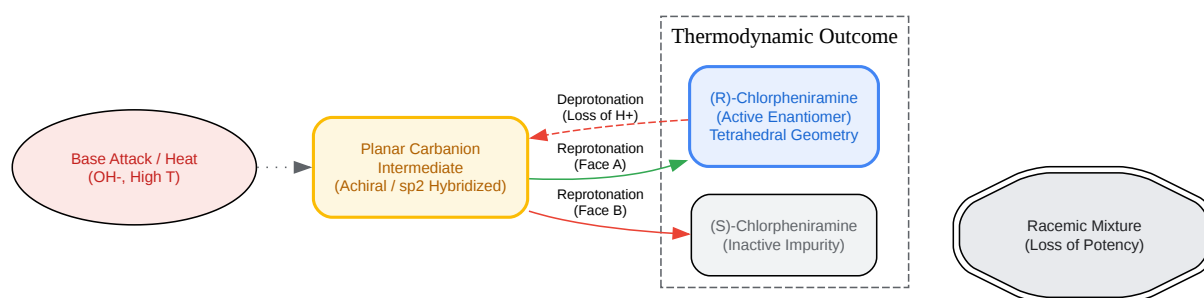 Thermodynamic Outcome
Base Attack / Heat
(OH-, High T)
Planar Carbanion
Intermediate
(Achiral / sp2 Hybridized)
Deprotonation
(Loss of H+)
Reprotonation
(Face A)
Reprotonation
(Face B)
(R)-Chlorpheniramine
(Active Enantiomer)
Tetrahedral Geometry
(S)-Chlorpheniramine
(Inactive Impurity)
Racemic Mixture
(Loss of Potency)